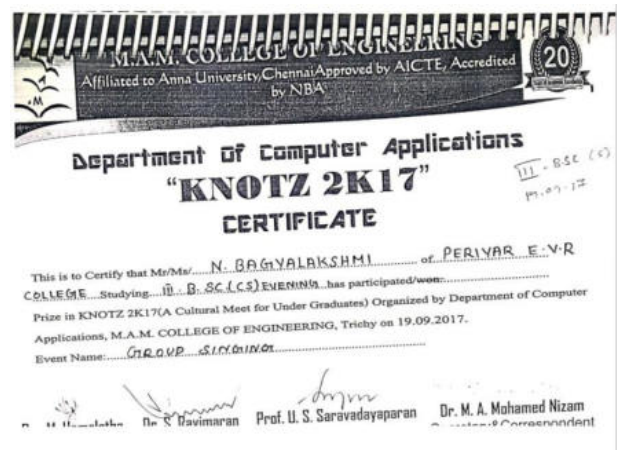 M.A.M. COLLEGE OF ENGINEERING
Affiliated to Anna University,Chennai Approved by AICTE, Accredited
by NBA
20
Department of Computer Applications
"KNOTZ 2K17"
CERTIFICATE
III - B.SC (CS)
19.09.17
This is to Certify that Mr/Ms/ N. BAGYALAKSHMI of PERIYAR E.V.R
COLLEGE Studying III. B. SC (CS) EVENING has participated/won
Prize in KNOTZ 2K17(A Cultural Meet for Under Graduates) Organized by Department of Computer
Applications, M.A.M. COLLEGE OF ENGINEERING, Trichy on 19.09.2017.
Event Name: GROUP SINGING
Dr. S. Ravimaran Prof. U. S. Saravadayaparan Dr. M. A. Mohamed Nizam
Correspondent